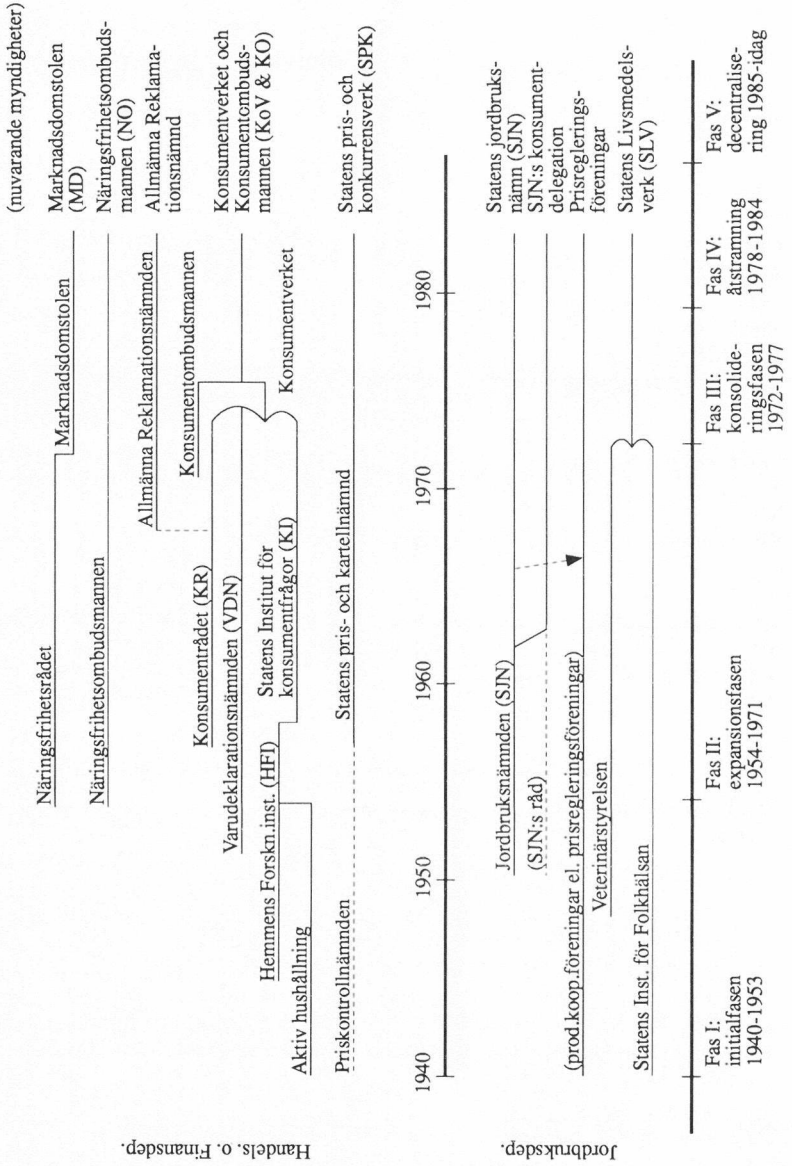 (nuvarande myndigheter)
Näringsfrihetsrådet
Marknadsdomstolen
Marknadsdomstolen
(MD)
Näringsfrihetsombudsmannen
Näringsfrihetsombuds-
mannen (NO)
Allmänna Reklamationsnämnden
Allmänna Reklama-
tionsnämnd
Konsumentombudsmannen
Konsumentrådet (KR)
Varudeklarationsnämnden (VDN)
Konsumentverket och
Konsumentombuds-
mannen (KoV & KO)
Hemmens Forskn.inst. (HFI)
Statens Institut för
konsumentfrågor (KI)
Konsumentverket
Aktiv hushållning
Priskontrollnämnden
Statens pris- och kartellnämnd
Statens pris- och
konkurrensverk (SPK)
Handels. o. Finansdep.
1940
1950
1960
1970
1980
Jordbruksnämnden (SJN)
Statens jordbruks-
nämn (SJN)
(SJN:s råd)
SJN:s konsument-
delegation
(prod.koop.föreningar el. prisregleringsföreningar)
Prisreglerings-
föreningar
Veterinärstyrelsen
Statens Inst. för Folkhälsan
Statens Livsmedels-
verk (SLV)
Jordbruksdep.
Fas I:
initialfasen
1940-1953
Fas II:
expansionsfasen
1954-1971
Fas III:
konsolide-
ringsfasen
1972-1977
Fas IV:
åtstramning
1978-1984
Fas V:
decentralise-
ring 1985-idag